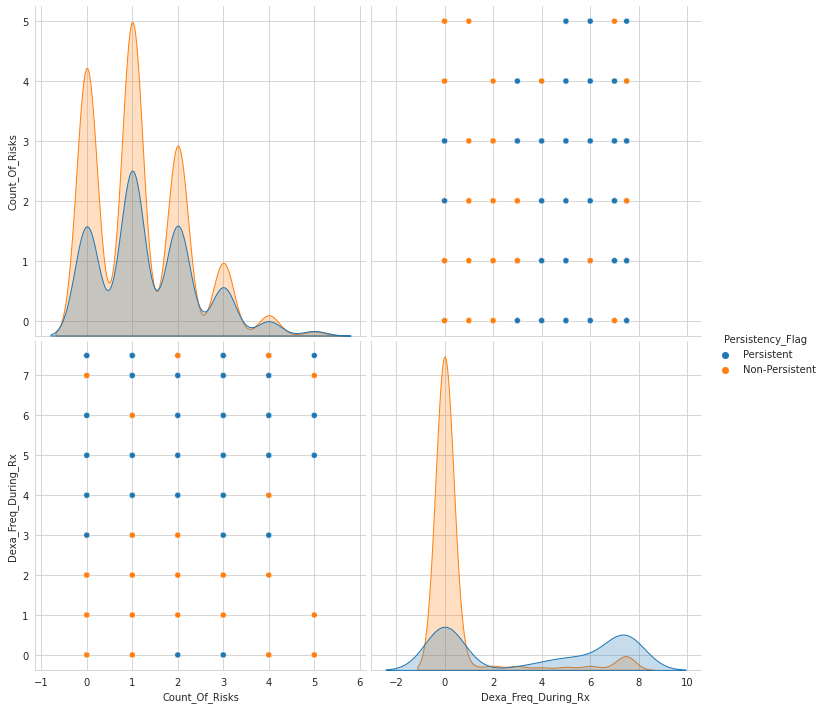 5
4
3
2
1
0
Count_Of_Risks
Persistency_Flag
Persistent
Non-Persistent
7
6
5
4
3
2
1
0
Dexa_Freq_During_Rx
−1 0 1 2 3 4 5 6
Count_Of_Risks
−2 0 2 4 6 8 10
Dexa_Freq_During_Rx